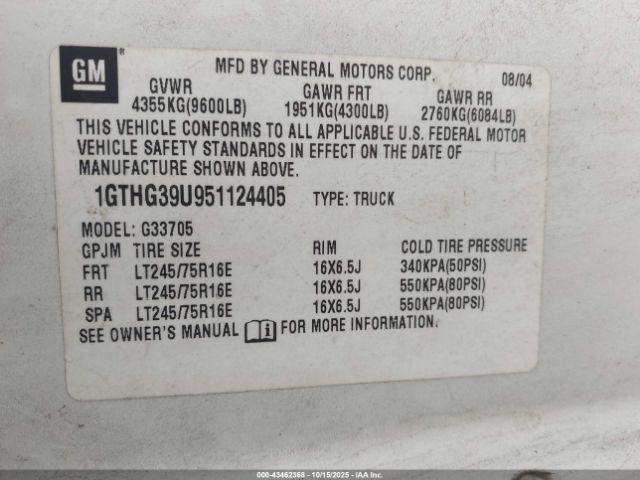 GM
MFD BY GENERAL MOTORS CORP. 08/04
GVWR GAWR FRT GAWR RR
4355KG(9600LB) 1951KG(4300LB) 2760KG(6084LB)
THIS VEHICLE CONFORMS TO ALL APPLICABLE U.S. FEDERAL MOTOR
VEHICLE SAFETY STANDARDS IN EFFECT ON THE DATE OF
MANUFACTURE SHOWN ABOVE.
1GTHG39U951124405 TYPE: TRUCK
MODEL: G33705
GPJM TIRE SIZE RIM COLD TIRE PRESSURE
FRT LT245/75R16E 16X6.5J 340KPA(50PSI)
RR LT245/75R16E 16X6.5J 550KPA(80PSI)
SPA LT245/75R16E 16X6.5J 550KPA(80PSI)
SEE OWNER'S MANUAL FOR MORE INFORMATION.
000-43462368 - 10/15/2025 - IAAI.COM